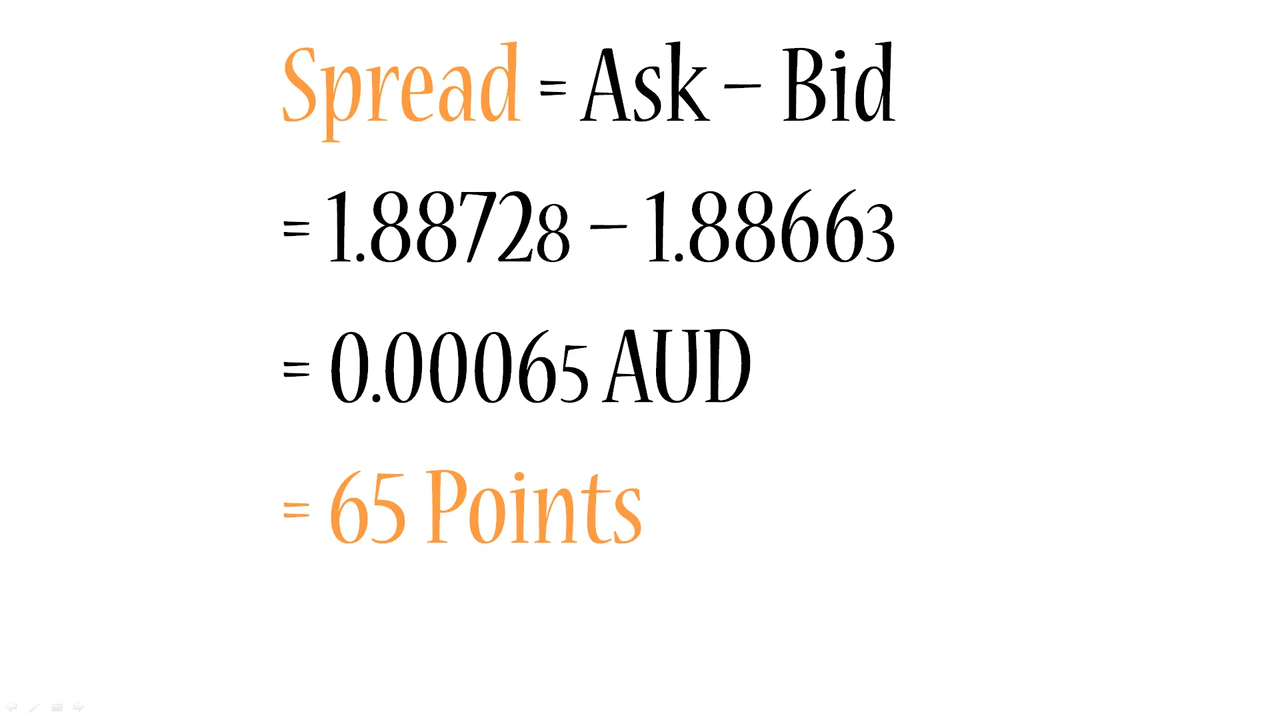 Spread = Ask – Bid
= 1.88728 – 1.88663
= 0.00065 AUD
= 65 Points